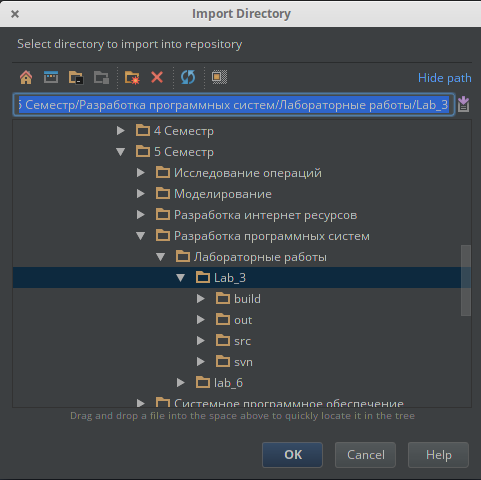 Import Directory
Select directory to import into repository
Hide path
Семестр/Разработка программных систем/Лабораторные работы/Lab_3
4 Семестр
5 Семестр
Исследование операций
Моделирование
Разработка интернет ресурсов
Разработка программных систем
Лабораторные работы
Lab_3
build
out
src
svn
lab_6
Системное программное обеспечение
Drag and drop a file into the space above to quickly locate it in the tree
OK Cancel Help